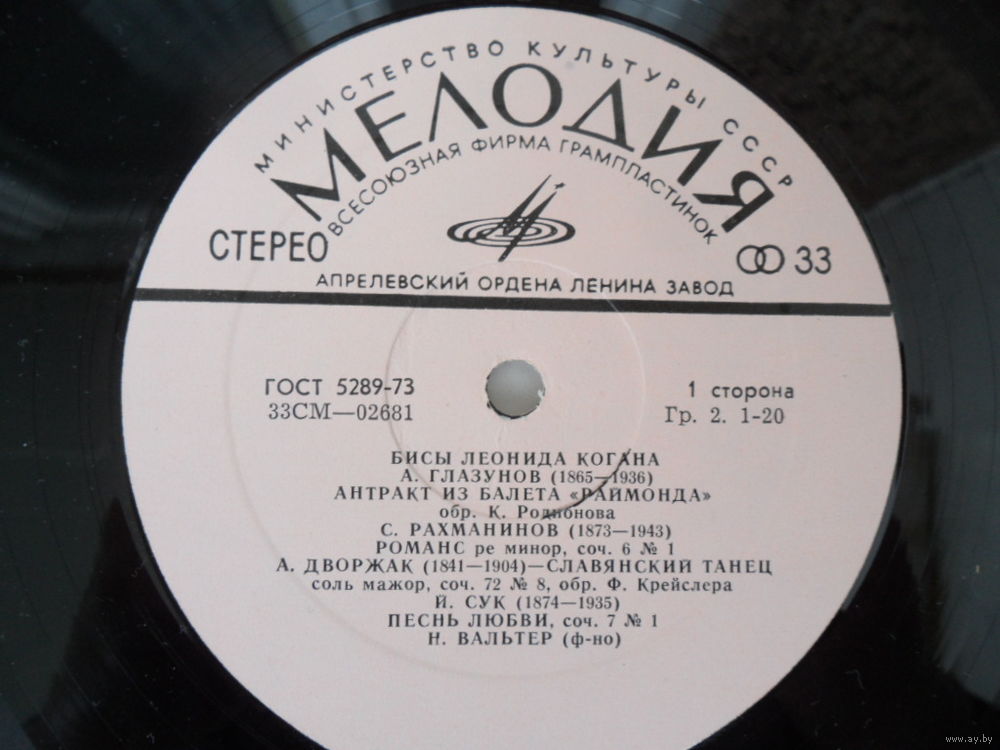 МИНИСТЕРСТВО КУЛЬТУРЫ СССР
МЕЛОДИЯ
ВСЕСОЮЗНАЯ ФИРМА ГРАМПЛАСТИНОК
СТЕРЕО
33
АПРЕЛЕВСКИЙ ОРДЕНА ЛЕНИНА ЗАВОД
ГОСТ 5289-73
1 сторона
33СМ—02681
Гр. 2. 1-20
БИСЫ ЛЕОНИДА КОГАНА
А. ГЛАЗУНОВ (1865—1936)
АНТРАКТ ИЗ БАЛЕТА «РАЙМОНДА»
обр. К. Родионова
С. РАХМАНИНОВ (1873—1943)
РОМАНС ре минор, соч. 6 № 1
А. ДВОРЖАК (1841—1904)—СЛАВЯНСКИЙ ТАНЕЦ
соль мажор, соч. 72 № 8, обр. Ф. Крейслера
Й. СУК (1874—1935)
ПЕСНЬ ЛЮБВИ, соч. 7 № 1
Н. ВАЛЬТЕР (ф-но)
www.ay.by